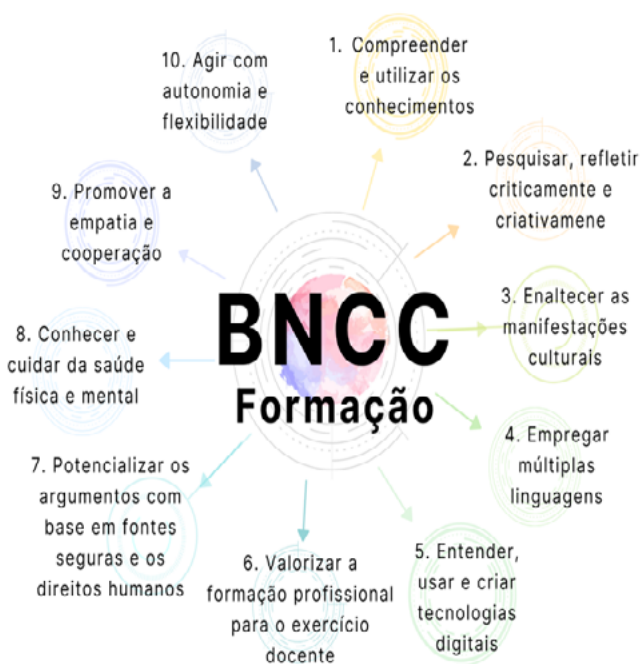 BNCC
Formação
1. Compreender
e utilizar os
conhecimentos
2. Pesquisar, refletir
criticamente e
criativamene
3. Enaltecer as
manifestações
culturais
4. Empregar
múltiplas
linguagens
5. Entender,
usar e criar
tecnologias
digitais
6. Valorizar a
formação profissional
para o exercício
docente
7. Potencializar os
argumentos com
base em fontes
seguras e os
direitos humanos
8. Conhecer e
cuidar da saúde
física e mental
9. Promover a
empatia e
cooperação
10. Agir com
autonomia e
flexibilidade